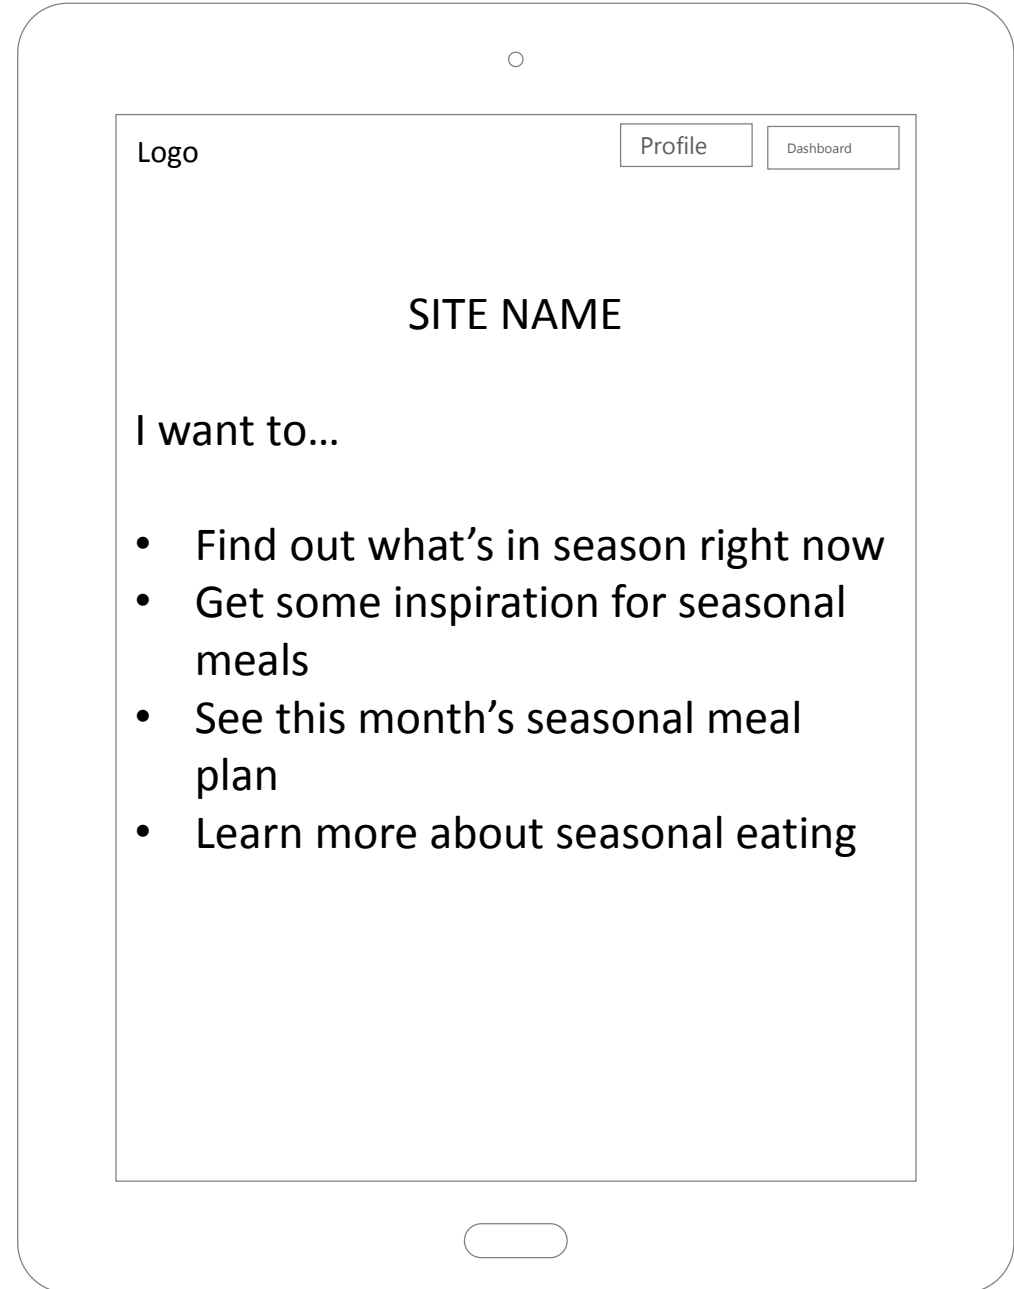 Logo
Profile
Dashboard
SITE NAME
I want to…
• Find out what’s in season right now
• Get some inspiration for seasonal
meals
• See this month’s seasonal meal
plan
• Learn more about seasonal eating